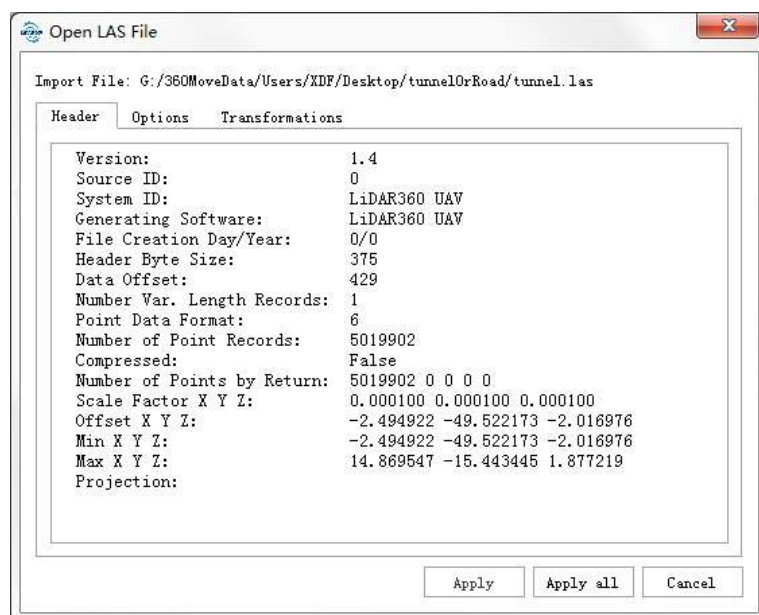 Open LAS File
Import File: G:/360MoveData/Users/XDF/Desktop/tunnelOrRoad/tunnel.las
Header Options Transformations
Version: 1.4
Source ID: 0
System ID: LiDAR360 UAV
Generating Software: LiDAR360 UAV
File Creation Day/Year: 0/0
Header Byte Size: 375
Data Offset: 429
Number Var. Length Records: 1
Point Data Format: 6
Number of Point Records: 5019902
Compressed: False
Number of Points by Return: 5019902 0 0 0 0
Scale Factor X Y Z: 0.000100 0.000100 0.000100
Offset X Y Z: -2.494922 -49.522173 -2.016976
Min X Y Z: -2.494922 -49.522173 -2.016976
Max X Y Z: 14.869547 -15.443445 1.877219
Projection:
Apply Apply all Cancel